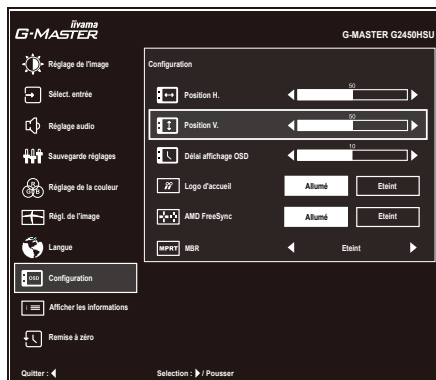 iiyama
G-MASTER
G-MASTER G2450HSU
Réglage de l'image
Sélect. entrée
Réglage audio
Sauvegarde réglages
Réglage de la couleur
R
G B
Régl. de l'image
Langue
OSD Configuration
i Afficher les informations
Remise à zéro
Configuration
Position H. 50
Position V. 50
Délai affichage OSD 10
Logo d'accueil Allumé Eteint
AMD FreeSync Allumé Eteint
MPRT MBR Eteint
Quitter :
Selection : / Pousser